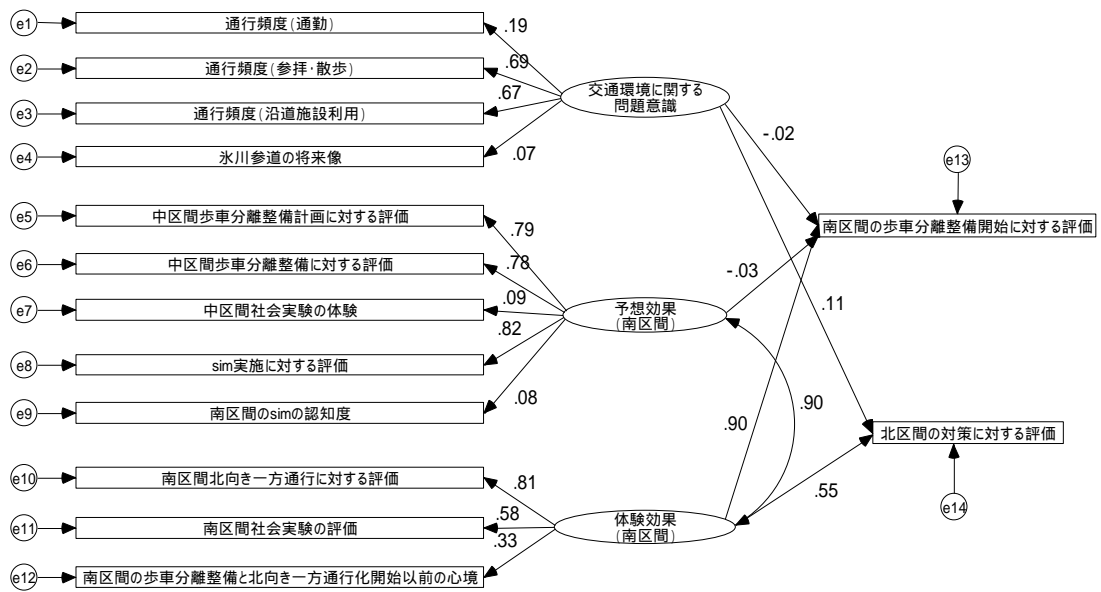 e1
通行頻度(通勤)
.19
e2
通行頻度(参拝・散歩)
.69
e3
通行頻度(沿道施設利用)
.67
e4
氷川参道の将来像
.07
交通環境に関する
問題意識
-.02
e13
南区間の歩車分離整備開始に対する評価
e5
中区間歩車分離整備計画に対する評価
.79
e6
中区間歩車分離整備に対する評価
.78
e7
中区間社会実験の体験
.09
e8
sim実施に対する評価
.82
e9
南区間のsimの認知度
.08
予想効果
(南区間)
-.03
.11
.90
.90
北区間の対策に対する評価
.55
e14
e10
南区間北向き一方通行に対する評価
.81
e11
南区間社会実験の評価
.58
e12
南区間の歩車分離整備と北向き一方通行化開始以前の心境
.33
体験効果
(南区間)